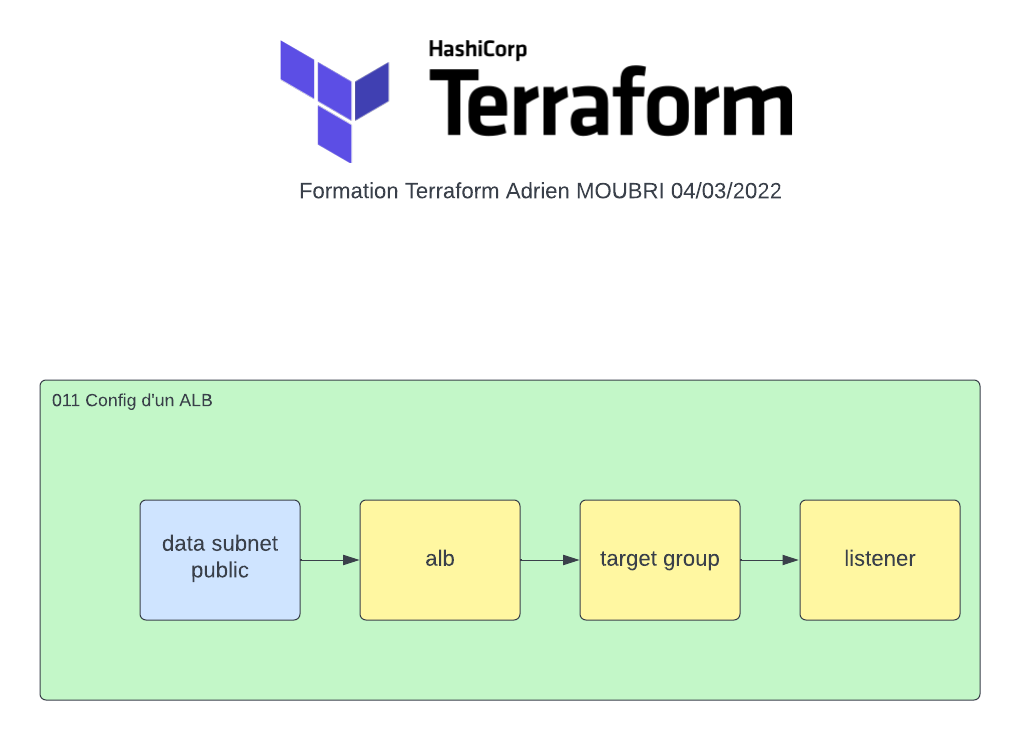 HashiCorp
Terraform
Formation Terraform Adrien MOUBRI 04/03/2022
011 Config d'un ALB
data subnet
public
alb
target group
listener